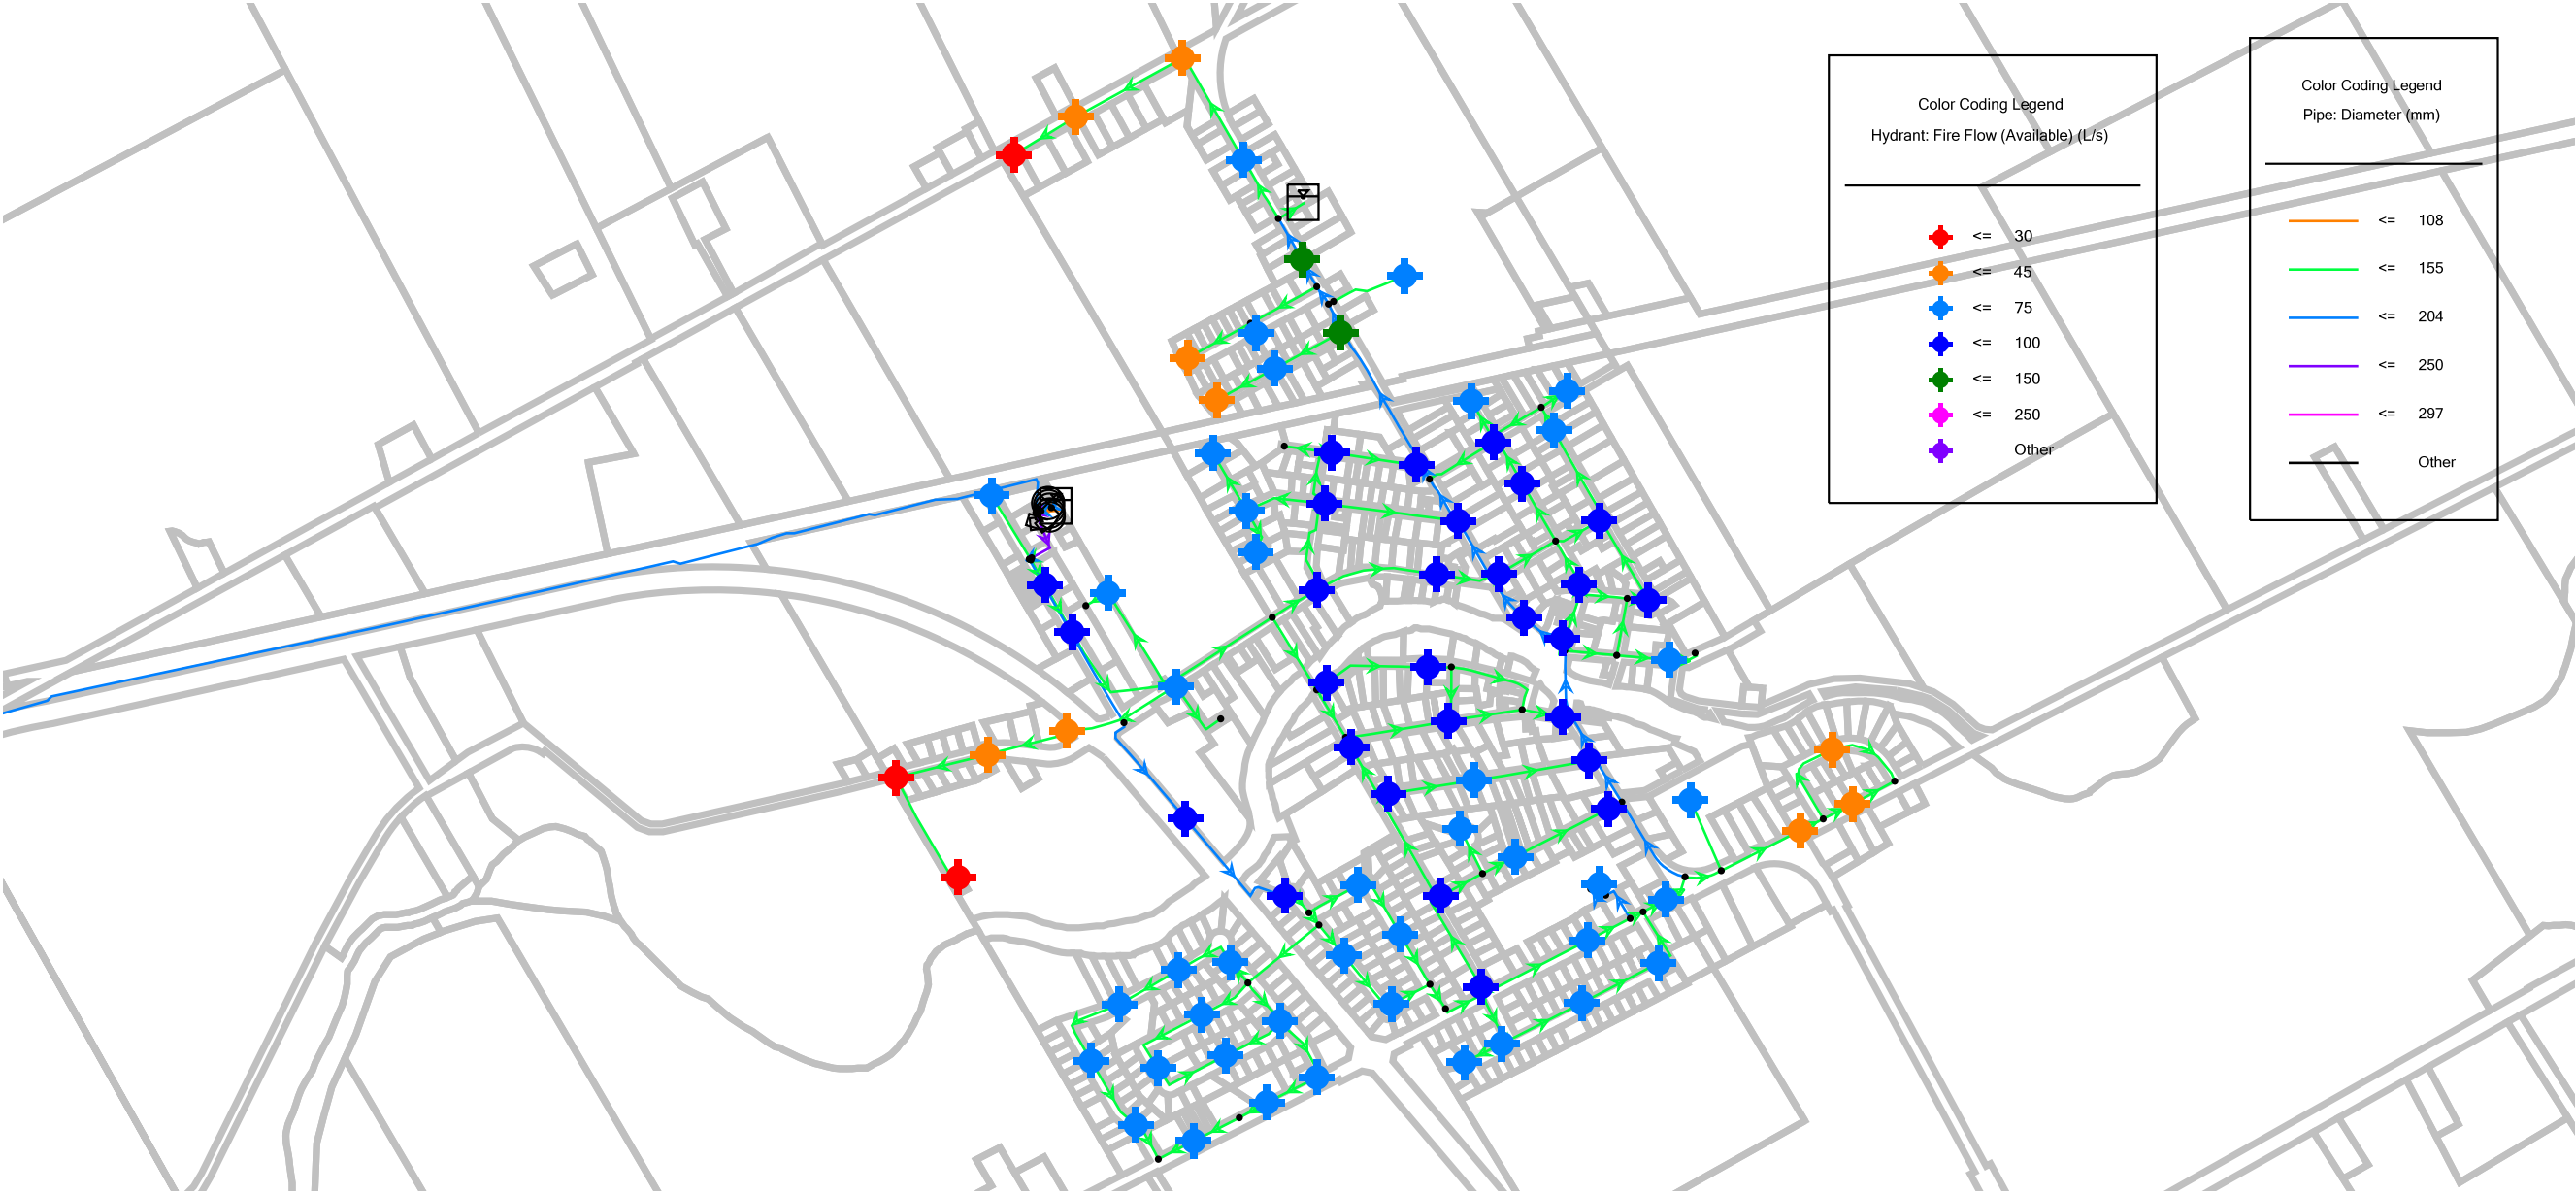 Color Coding Legend
Hydrant: Fire Flow (Available) (L/s)
<= 30
<= 45
<= 75
<= 100
<= 150
<= 250
Other
Color Coding Legend
Pipe: Diameter (mm)
<= 108
<= 155
<= 204
<= 250
<= 297
Other